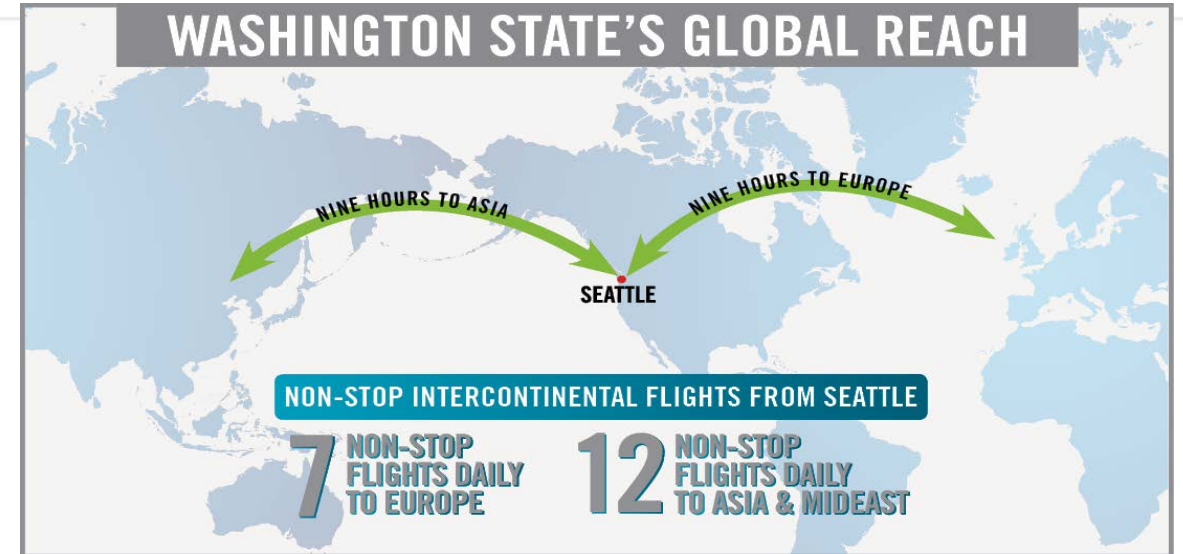 WASHINGTON STATE'S GLOBAL REACH
NINE HOURS TO ASIA
NINE HOURS TO EUROPE
SEATTLE
NON-STOP INTERCONTINENTAL FLIGHTS FROM SEATTLE
7 NON-STOP
FLIGHTS DAILY
TO EUROPE
12 NON-STOP
FLIGHTS DAILY
TO ASIA & MIDEAST